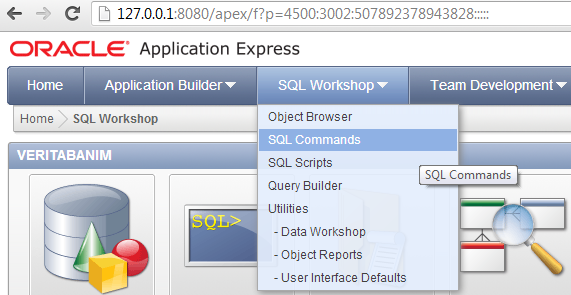 127.0.0.1:8080/apex/f?p=4500:3002:507892378943828:::::
ORACLE Application Express
Home Application Builder SQL Workshop Team Development
Home SQL Workshop
VERITABANIM
Object Browser
SQL Commands
SQL Scripts
Query Builder
Utilities
- Data Workshop
- Object Reports
- User Interface Defaults
SQL Commands
SQL>